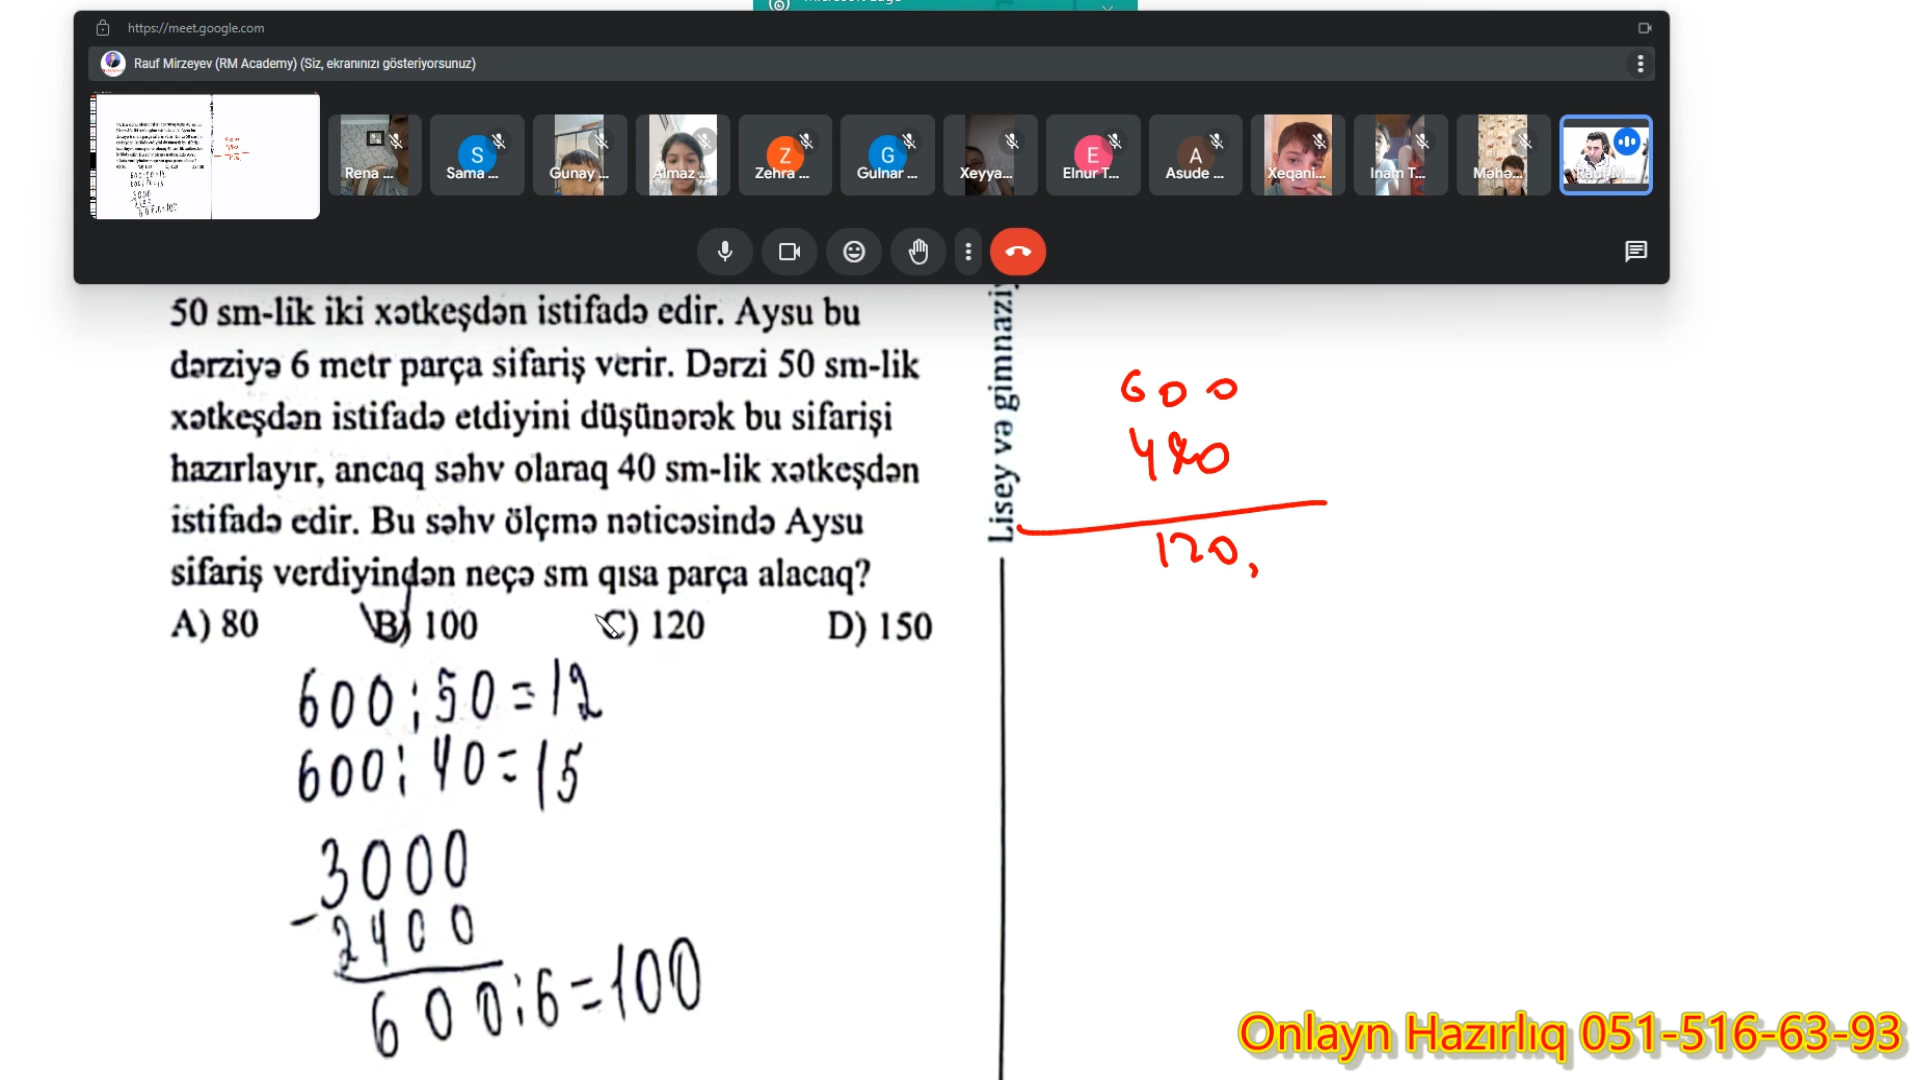 https://meet.google.com
Rauf Mirzeyev (RM Academy) (Siz, ekranınızı gösteriyorsunuz)
Rena ...
S
Sama ...
Gunay ...
Almaz ...
Z
Zehra ...
G
Gulnar ...
Xeyya...
E
Elnur T...
A
Asude ...
Xeqani...
Inam T...
Məhə...
Rauf M...
50 sm-lik iki xətkeşdən istifadə edir. Aysu bu
dərziyə 6 metr parça sifariş verir. Dərzi 50 sm-lik
xətkeşdən istifadə etdiyini düşünərək bu sifarişi
hazırlayır, ancaq səhv olaraq 40 sm-lik xətkeşdən
istifadə edir. Bu səhv ölçmə nəticəsində Aysu
sifariş verdiyindən neçə sm qısa parça alacaq?
A) 80 B) 100 C) 120 D) 150
600:50=12
600:40=15
3000
-2400
600:6=100
Lisey və
600
480
120,
Onlayn Hazırlıq 051-516-63-93